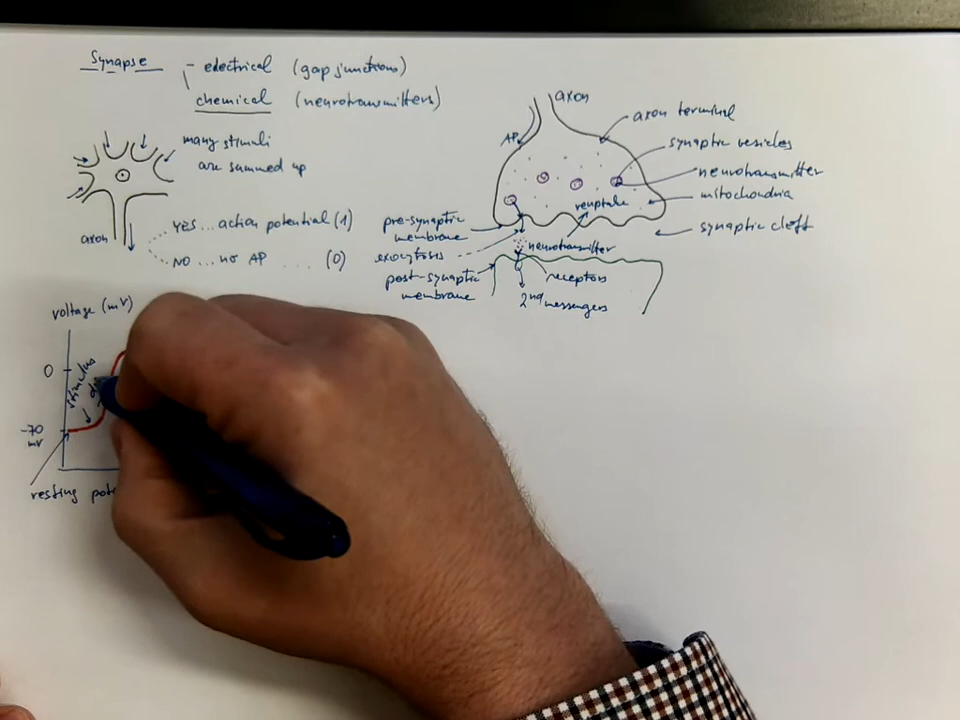 Synapse - electrical (gap junctions)
chemical (neurotransmitters)
many stimuli
are summed up
axon
YES ... action potential (1)
NO ... no AP .... (0)
axon
AP
axon terminal
synaptic vesicles
neurotransmitter
mitochondria
reuptake
synaptic cleft
pre-synaptic
membrane
exocytosis
neurotransmitter
post-synaptic
membrane
receptors
2nd messengers
voltage (mV)
0
stimulus
-70
mV
resting